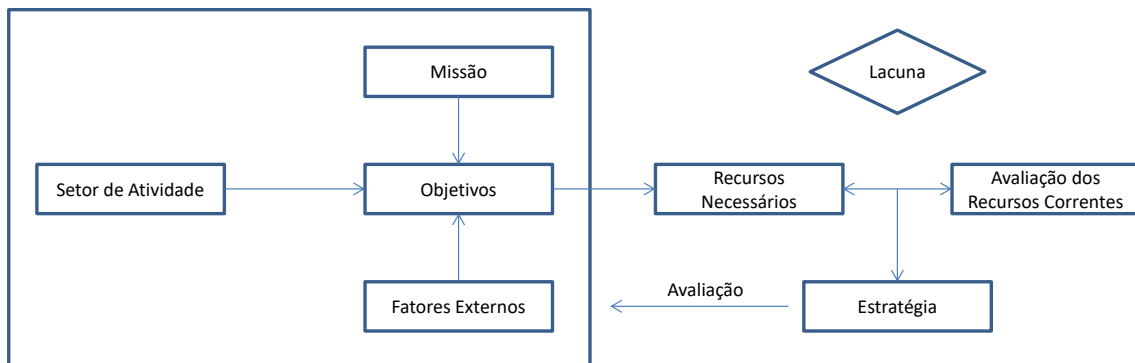 Missão
Lacuna
Setor de Atividade
Objetivos
Recursos
Necessários
Avaliação dos
Recursos Correntes
Fatores Externos
Avaliação
Estratégia